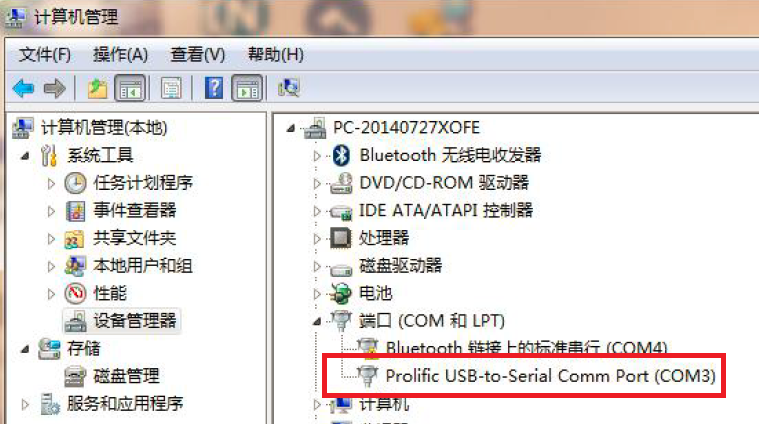 计算机管理
文件(F) 操作(A) 查看(V) 帮助(H)
计算机管理(本地)
系统工具
任务计划程序
事件查看器
共享文件夹
本地用户和组
性能
设备管理器
存储
磁盘管理
服务和应用程序
PC-20140727XOFE
Bluetooth 无线电收发器
DVD/CD-ROM 驱动器
IDE ATA/ATAPI 控制器
处理器
磁盘驱动器
电池
端口 (COM 和 LPT)
Bluetooth 链接上的标准串行 (COM4)
Prolific USB-to-Serial Comm Port (COM3)
计算机